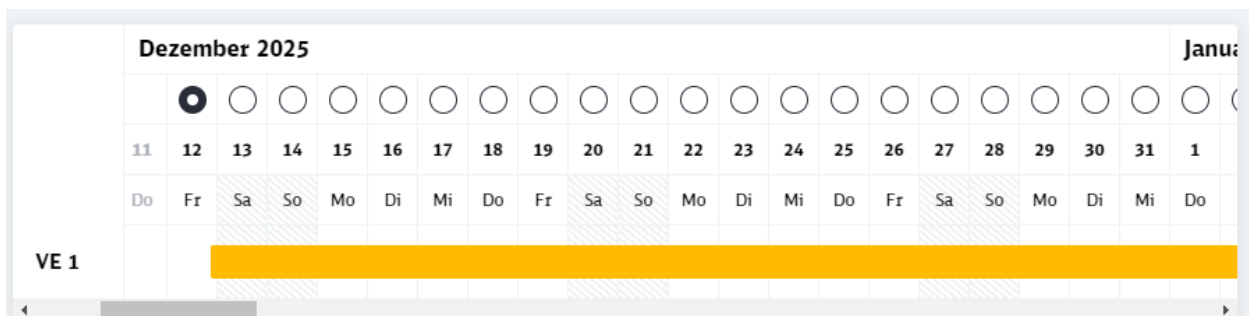 Dezember 2025 Janua
11 12 13 14 15 16 17 18 19 20 21 22 23 24 25 26 27 28 29 30 31 1
Do Fr Sa So Mo Di Mi Do Fr Sa So Mo Di Mi Do Fr Sa So Mo Di Mi Do
VE 1